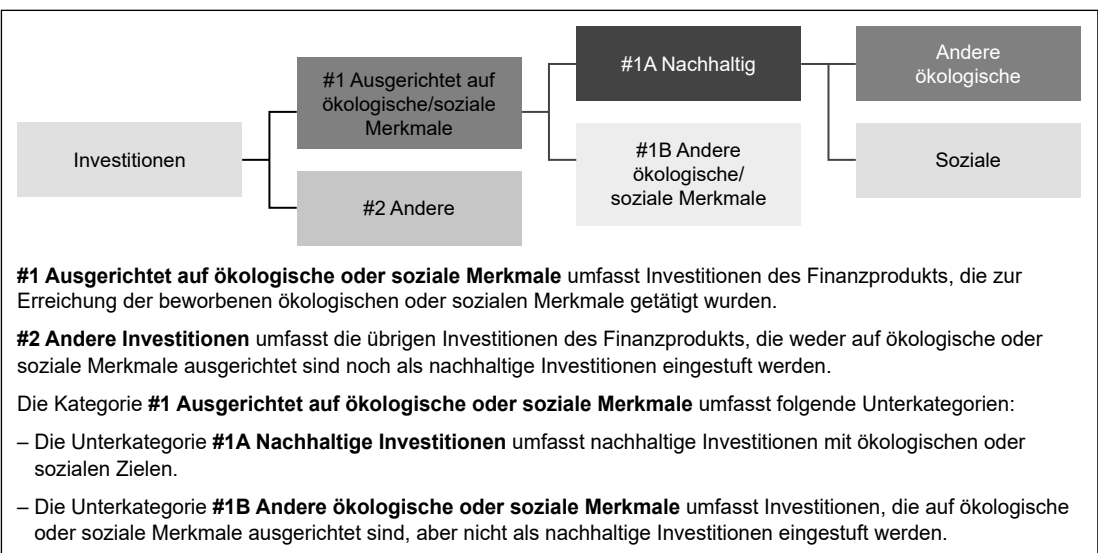 Investitionen
#1 Ausgerichtet auf
ökologische/soziale
Merkmale
#2 Andere
#1A Nachhaltig
#1B Andere
ökologische/
soziale Merkmale
Andere
ökologische
Soziale
#1 Ausgerichtet auf ökologische oder soziale Merkmale umfasst Investitionen des Finanzprodukts, die zur
Erreichung der beworbenen ökologischen oder sozialen Merkmale getätigt wurden.
#2 Andere Investitionen umfasst die übrigen Investitionen des Finanzprodukts, die weder auf ökologische oder
soziale Merkmale ausgerichtet sind noch als nachhaltige Investitionen eingestuft werden.
Die Kategorie #1 Ausgerichtet auf ökologische oder soziale Merkmale umfasst folgende Unterkategorien:
– Die Unterkategorie #1A Nachhaltige Investitionen umfasst nachhaltige Investitionen mit ökologischen oder
sozialen Zielen.
– Die Unterkategorie #1B Andere ökologische oder soziale Merkmale umfasst Investitionen, die auf ökologische
oder soziale Merkmale ausgerichtet sind, aber nicht als nachhaltige Investitionen eingestuft werden.